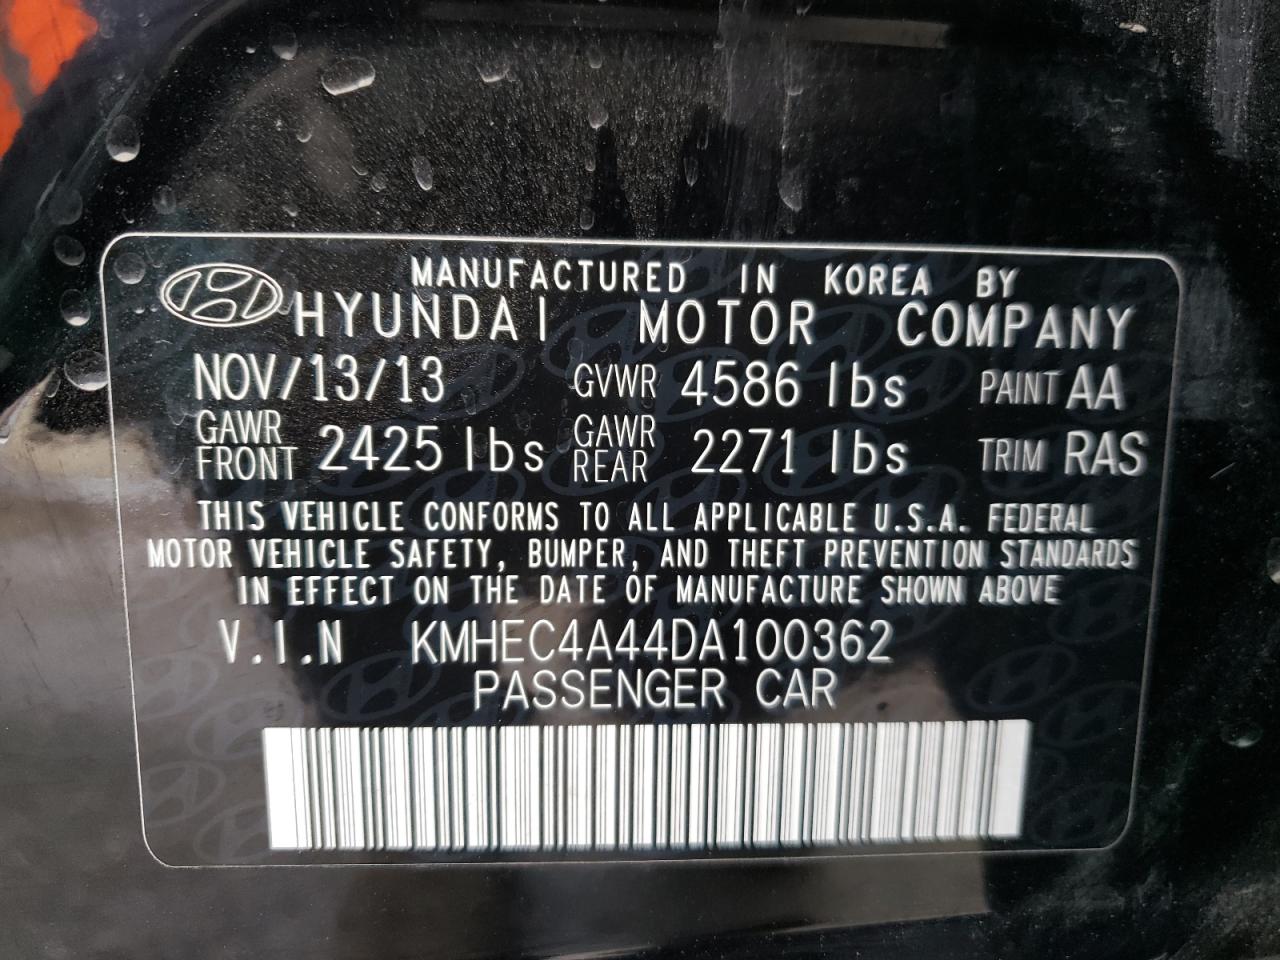 MANUFACTURED IN KOREA BY
HYUNDAI MOTOR COMPANY
NOV/13/13 GVWR 4586 lbs PAINT AA
GAWR FRONT 2425 lbs GAWR REAR 2271 lbs TRIM RAS
THIS VEHICLE CONFORMS TO ALL APPLICABLE U.S.A. FEDERAL
MOTOR VEHICLE SAFETY, BUMPER, AND THEFT PREVENTION STANDARDS
IN EFFECT ON THE DATE OF MANUFACTURE SHOWN ABOVE
V.I.N KMHEC4A44DA100362
PASSENGER CAR